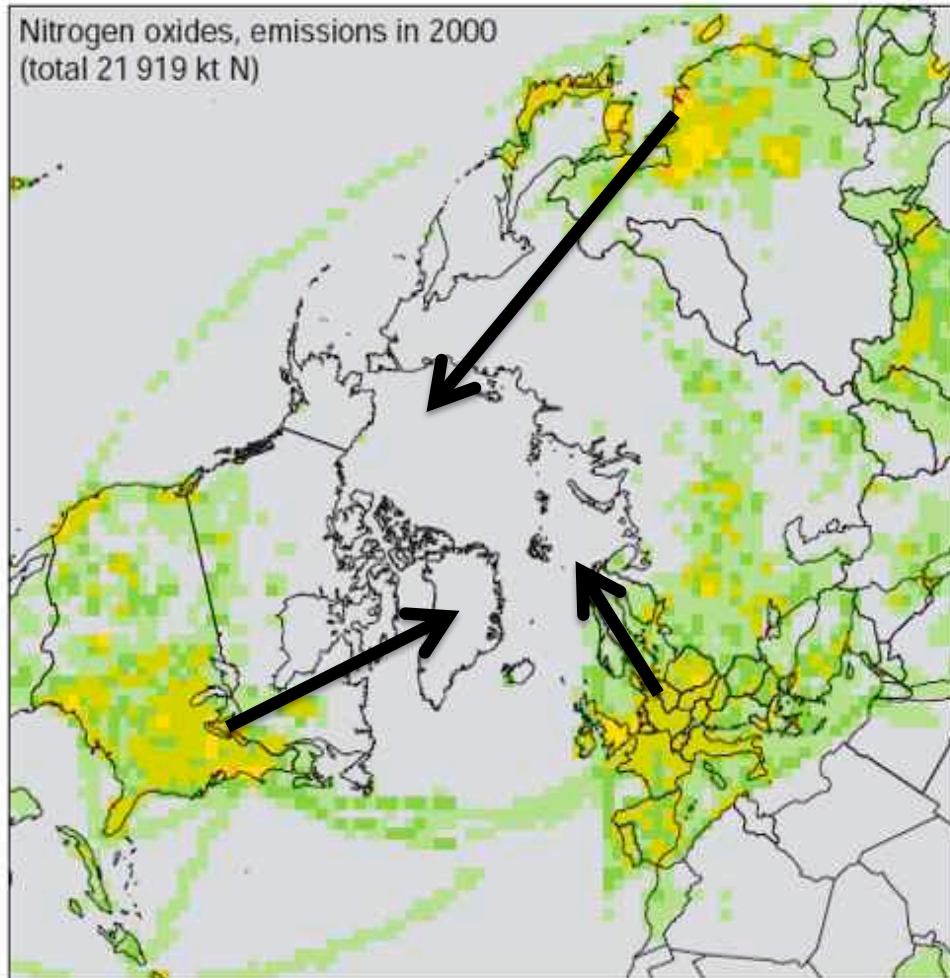 Nitrogen oxides, emissions in 2000
(total 21 919 kt N)